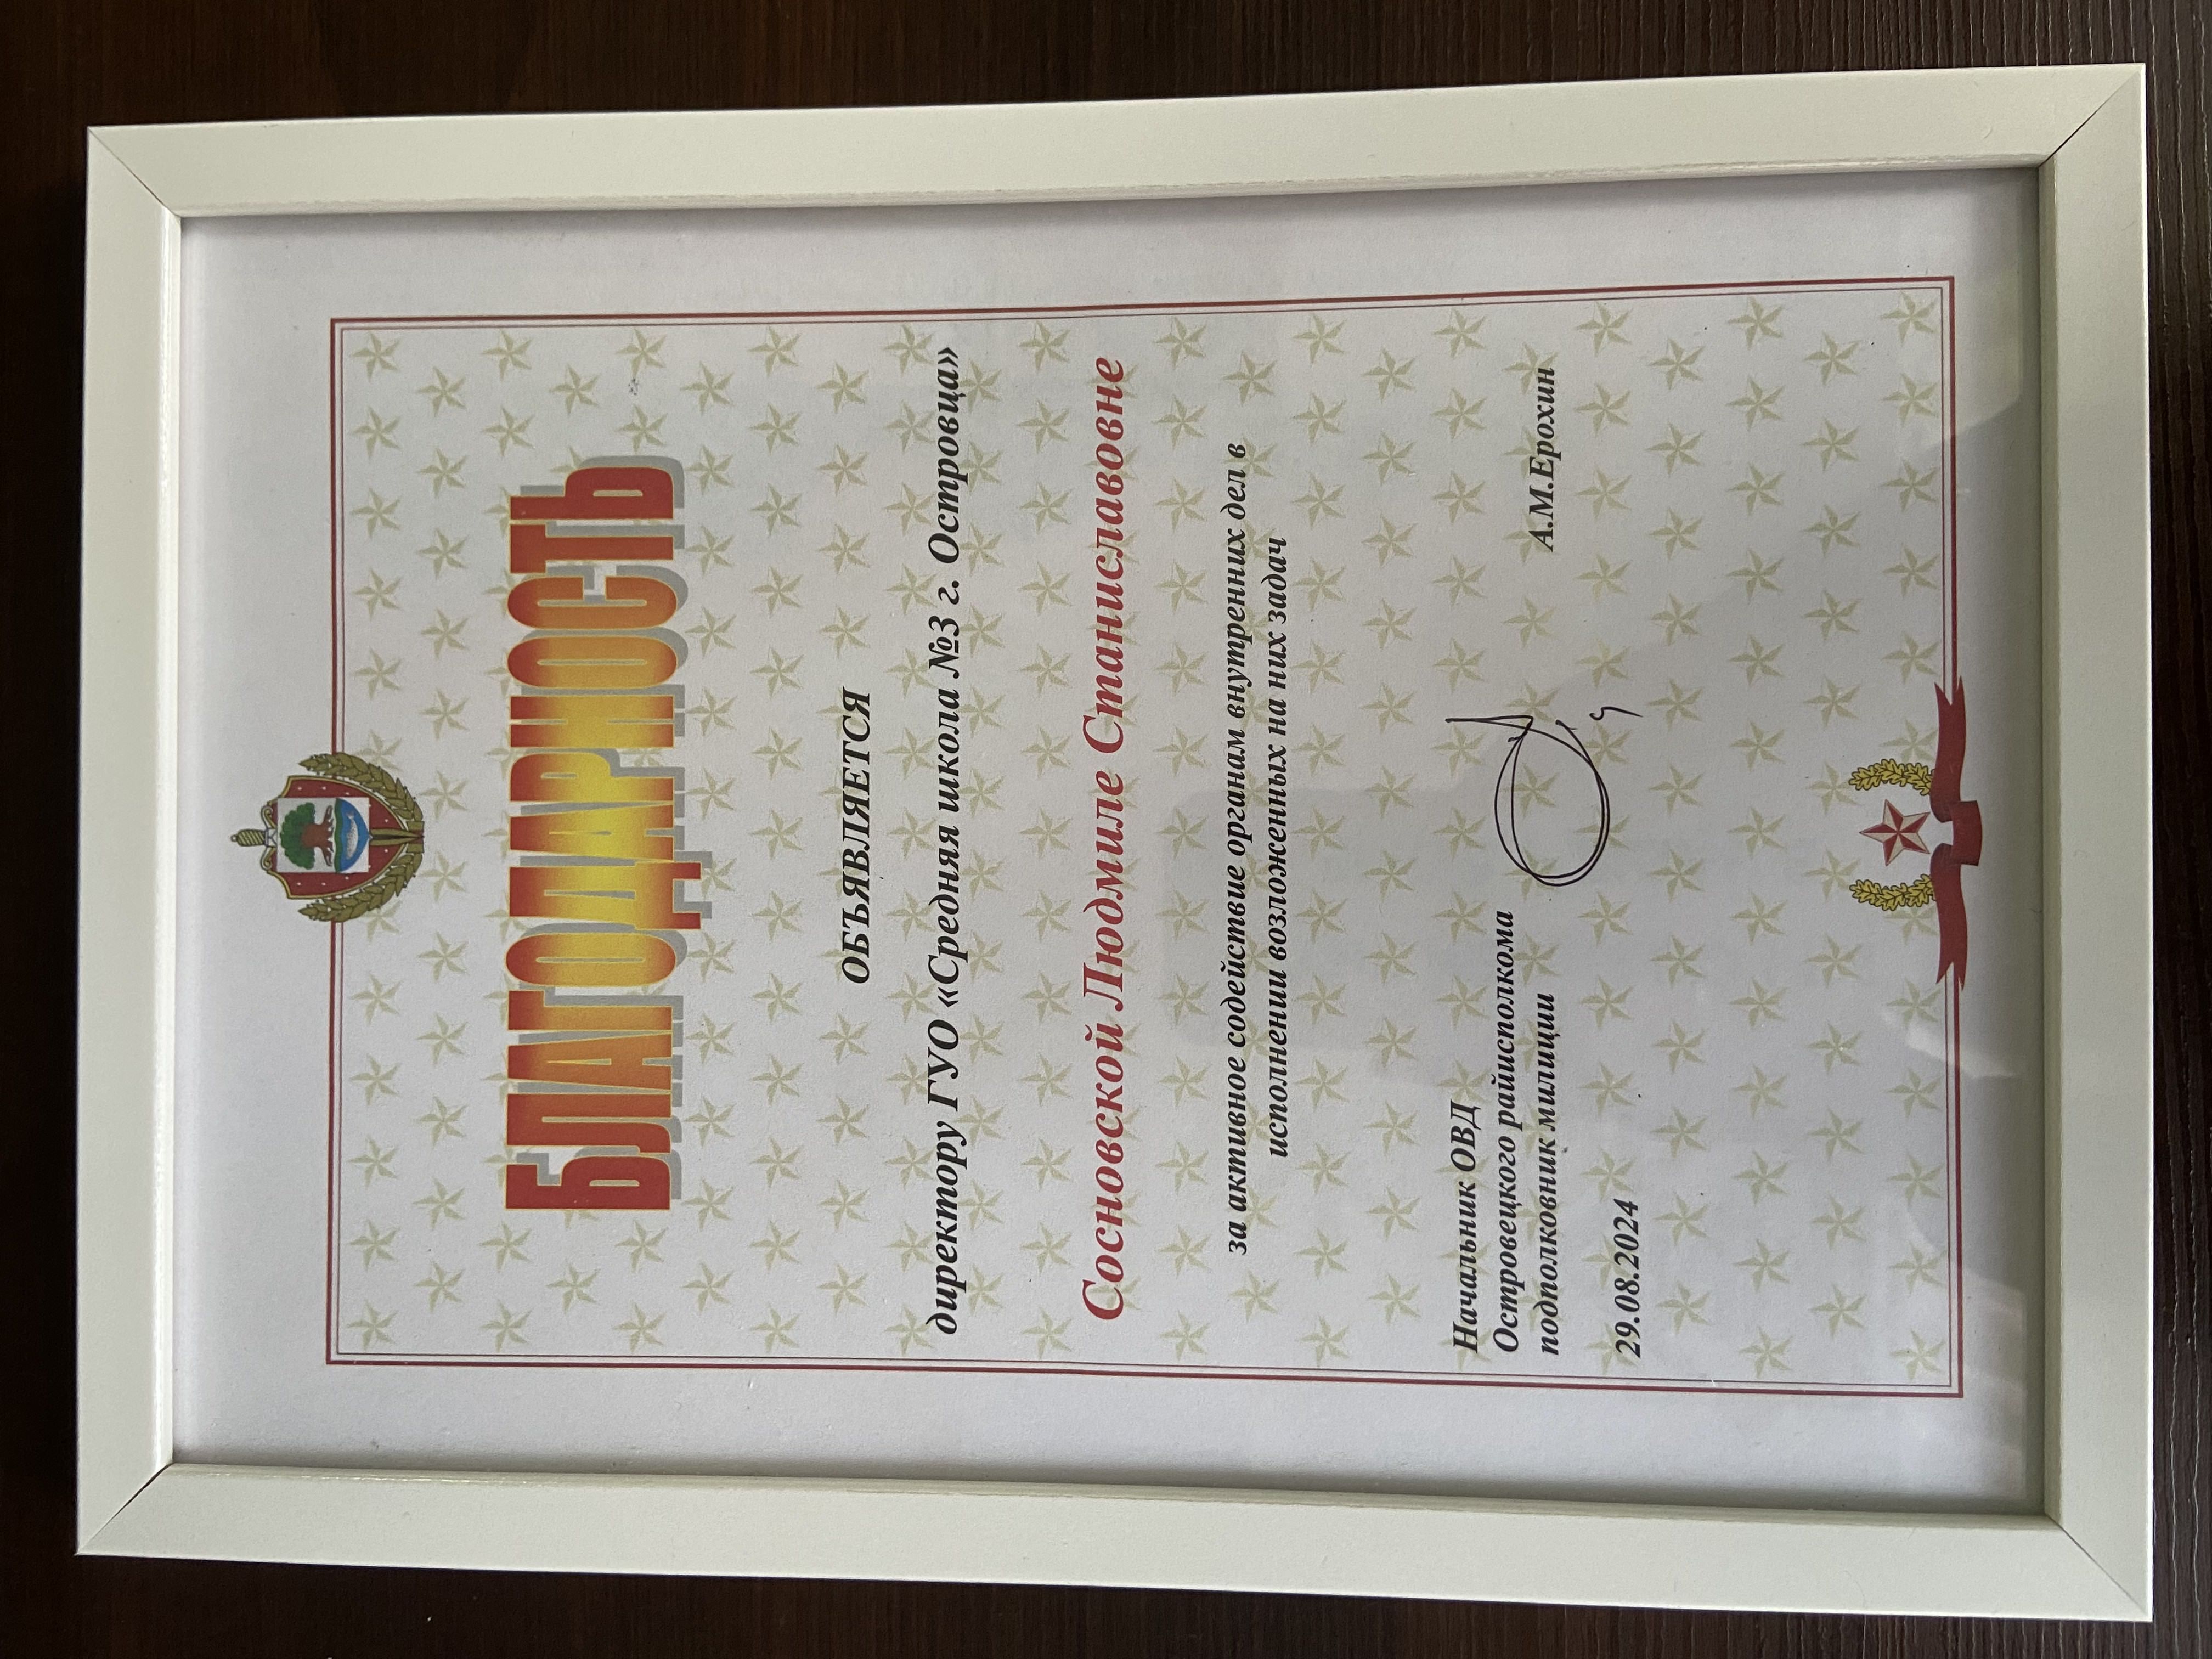 БЛАГОДАРНОСТЬ
ОБЪЯВЛЯЕТСЯ
директору ГУО «Средняя школа №3 г. Островца»
Сосновской Людмиле Станиславовне
за активное содействие органам внутренних дел в
исполнении возложенных на них задач
Начальник ОВД
Островецкого райисполкома
подполковник милиции
А.М.Ерохин
29.08.2024